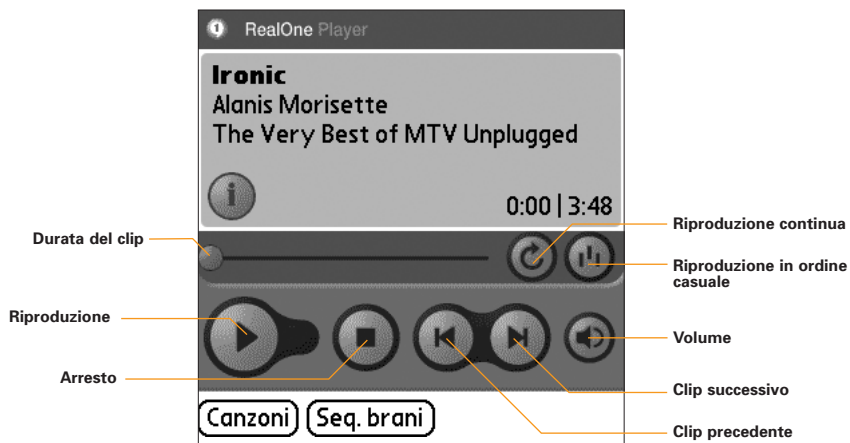 1 RealOne Player
Ironic
Alanis Morisette
The Very Best of MTV Unplugged
i
0:00 | 3:48
Durata del clip
Riproduzione
Arresto
Riproduzione continua
Riproduzione in ordine
casuale
Volume
Clip successivo
Clip precedente
Canzoni Seq. brani